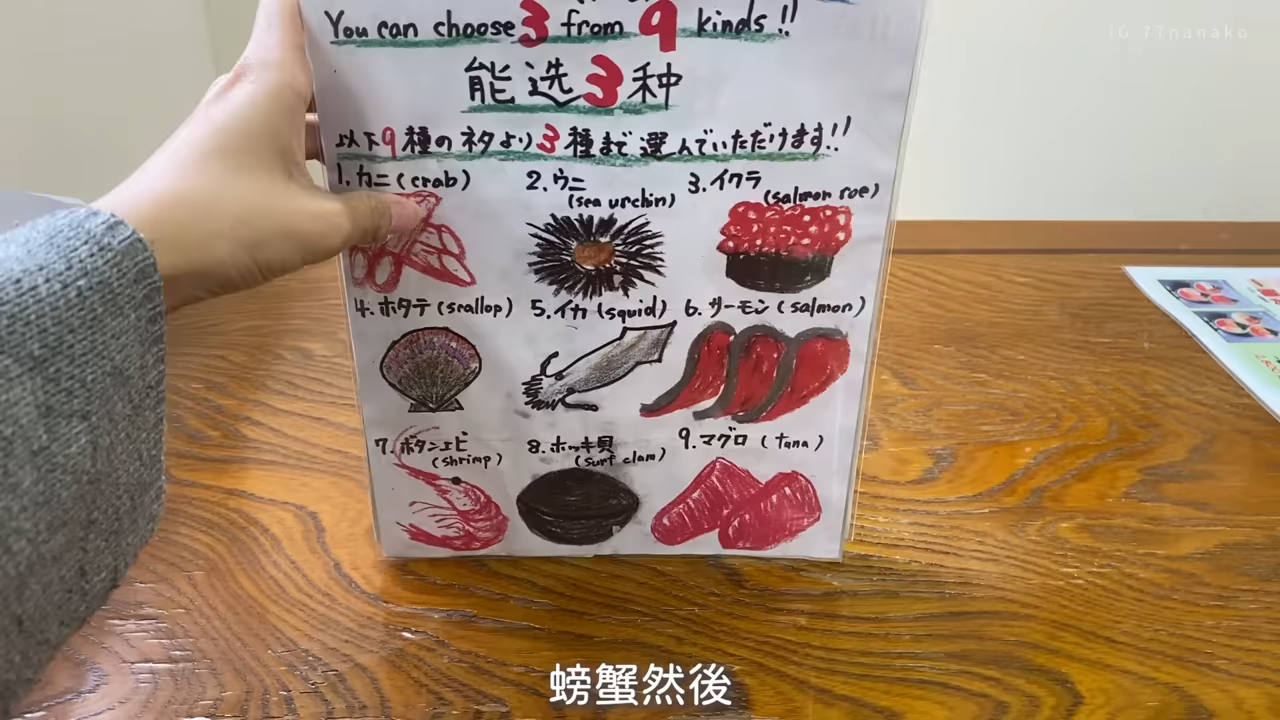 IG 77nanako
You can choose 3 from 9 kinds!!
能选3种
以下9種のネタより3種まで選んでいただけます!!
1.カニ(crab)
2.ウニ
(sea urchin)
3.イクラ
(salmon roe)
4.ホタテ(scallop)
5.イカ(squid)
6.サーモン(salmon)
7.ボタンエビ
(shrimp)
8.ホッキ貝
(surf clam)
9.マグロ(tuna)
螃蟹然後